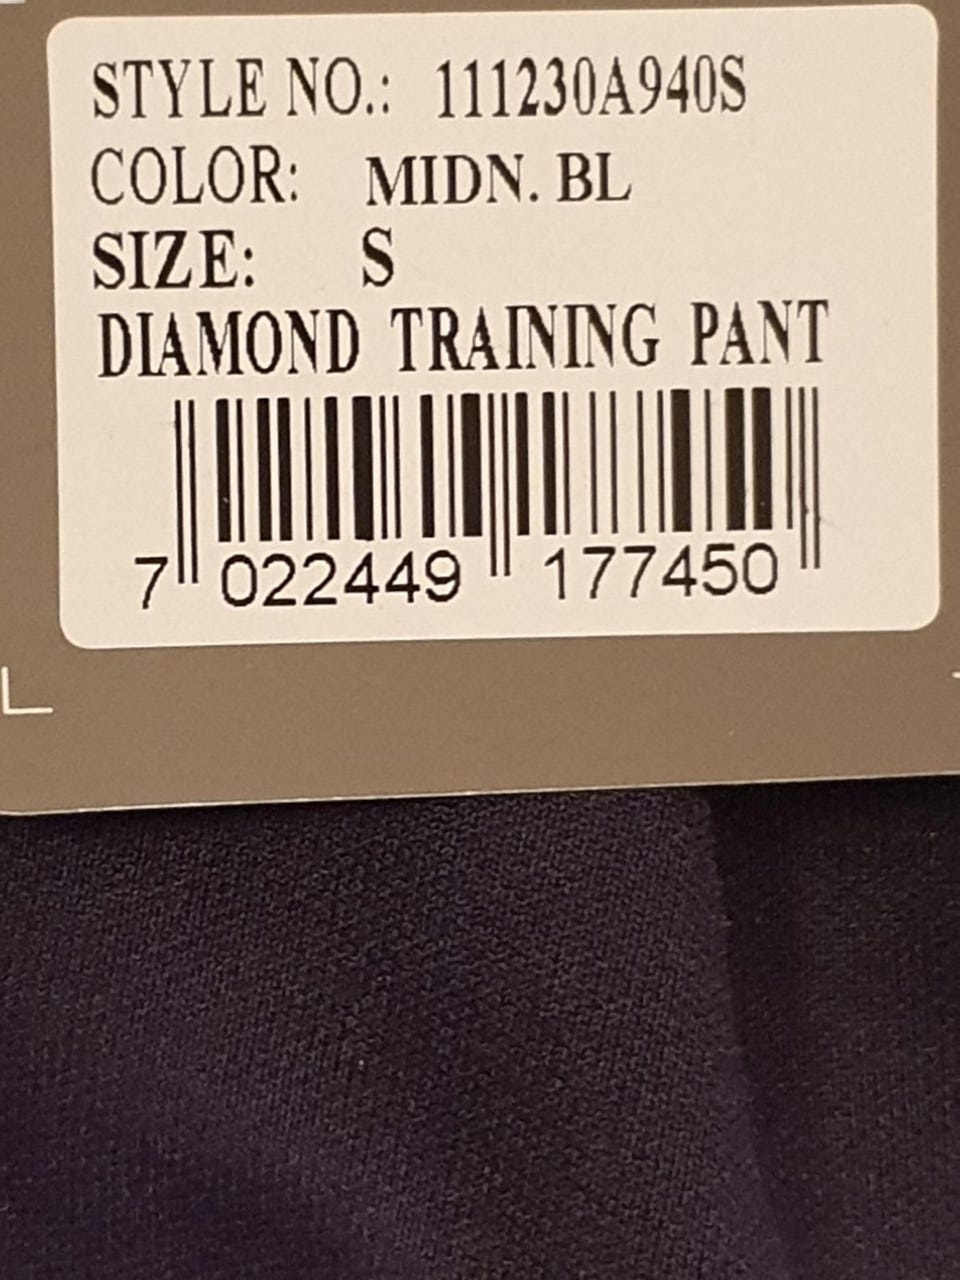 STYLE NO.: 111230A940S
COLOR: MIDN. BL
SIZE: S
DIAMOND TRAINING PANT
7 022449 177450